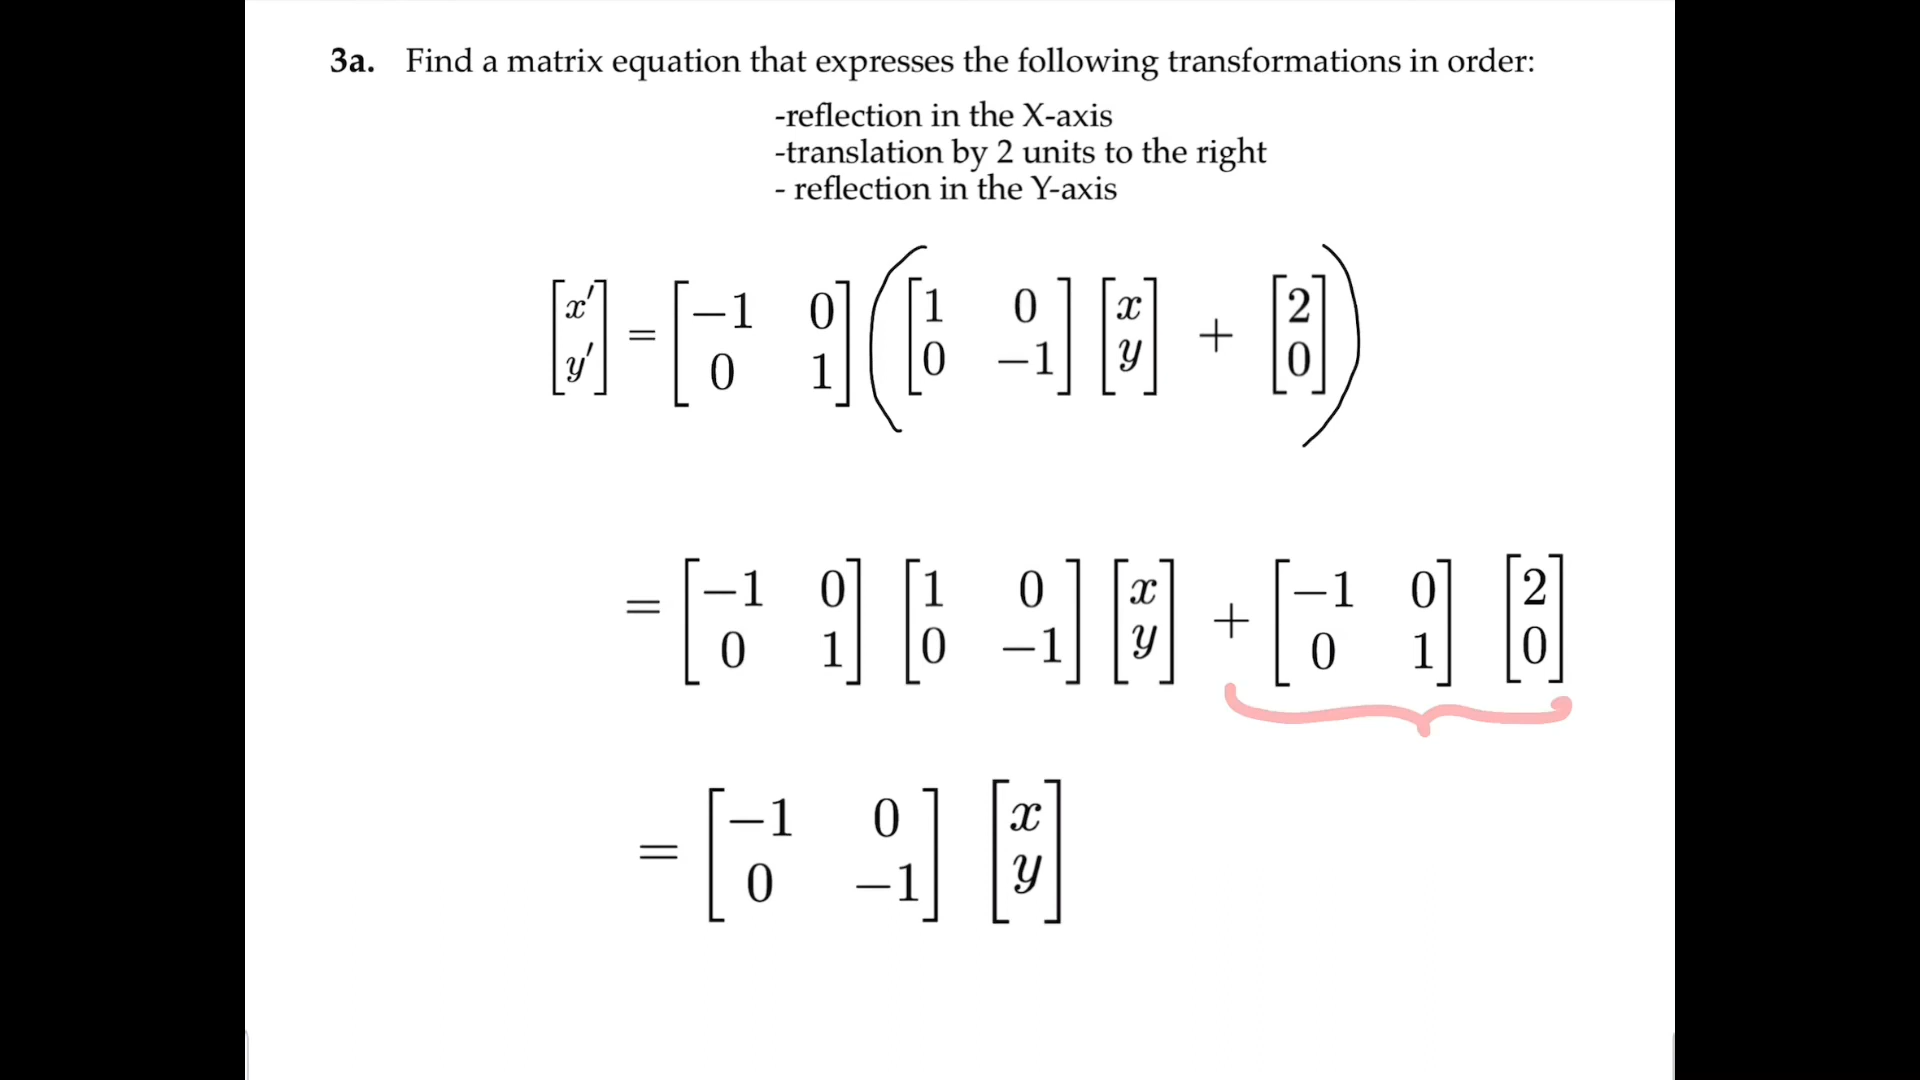 3a. Find a matrix equation that expresses the following transformations in order:
-reflection in the X-axis
-translation by 2 units to the right
- reflection in the Y-axis
[x′ y′] = [−1 0 0 1] ([1 0 0 −1] [x y] + [2 0])
= [−1 0 0 1] [1 0 0 −1] [x y] + [−1 0 0 1] [2 0]
= [−1 0 0 −1] [x y]